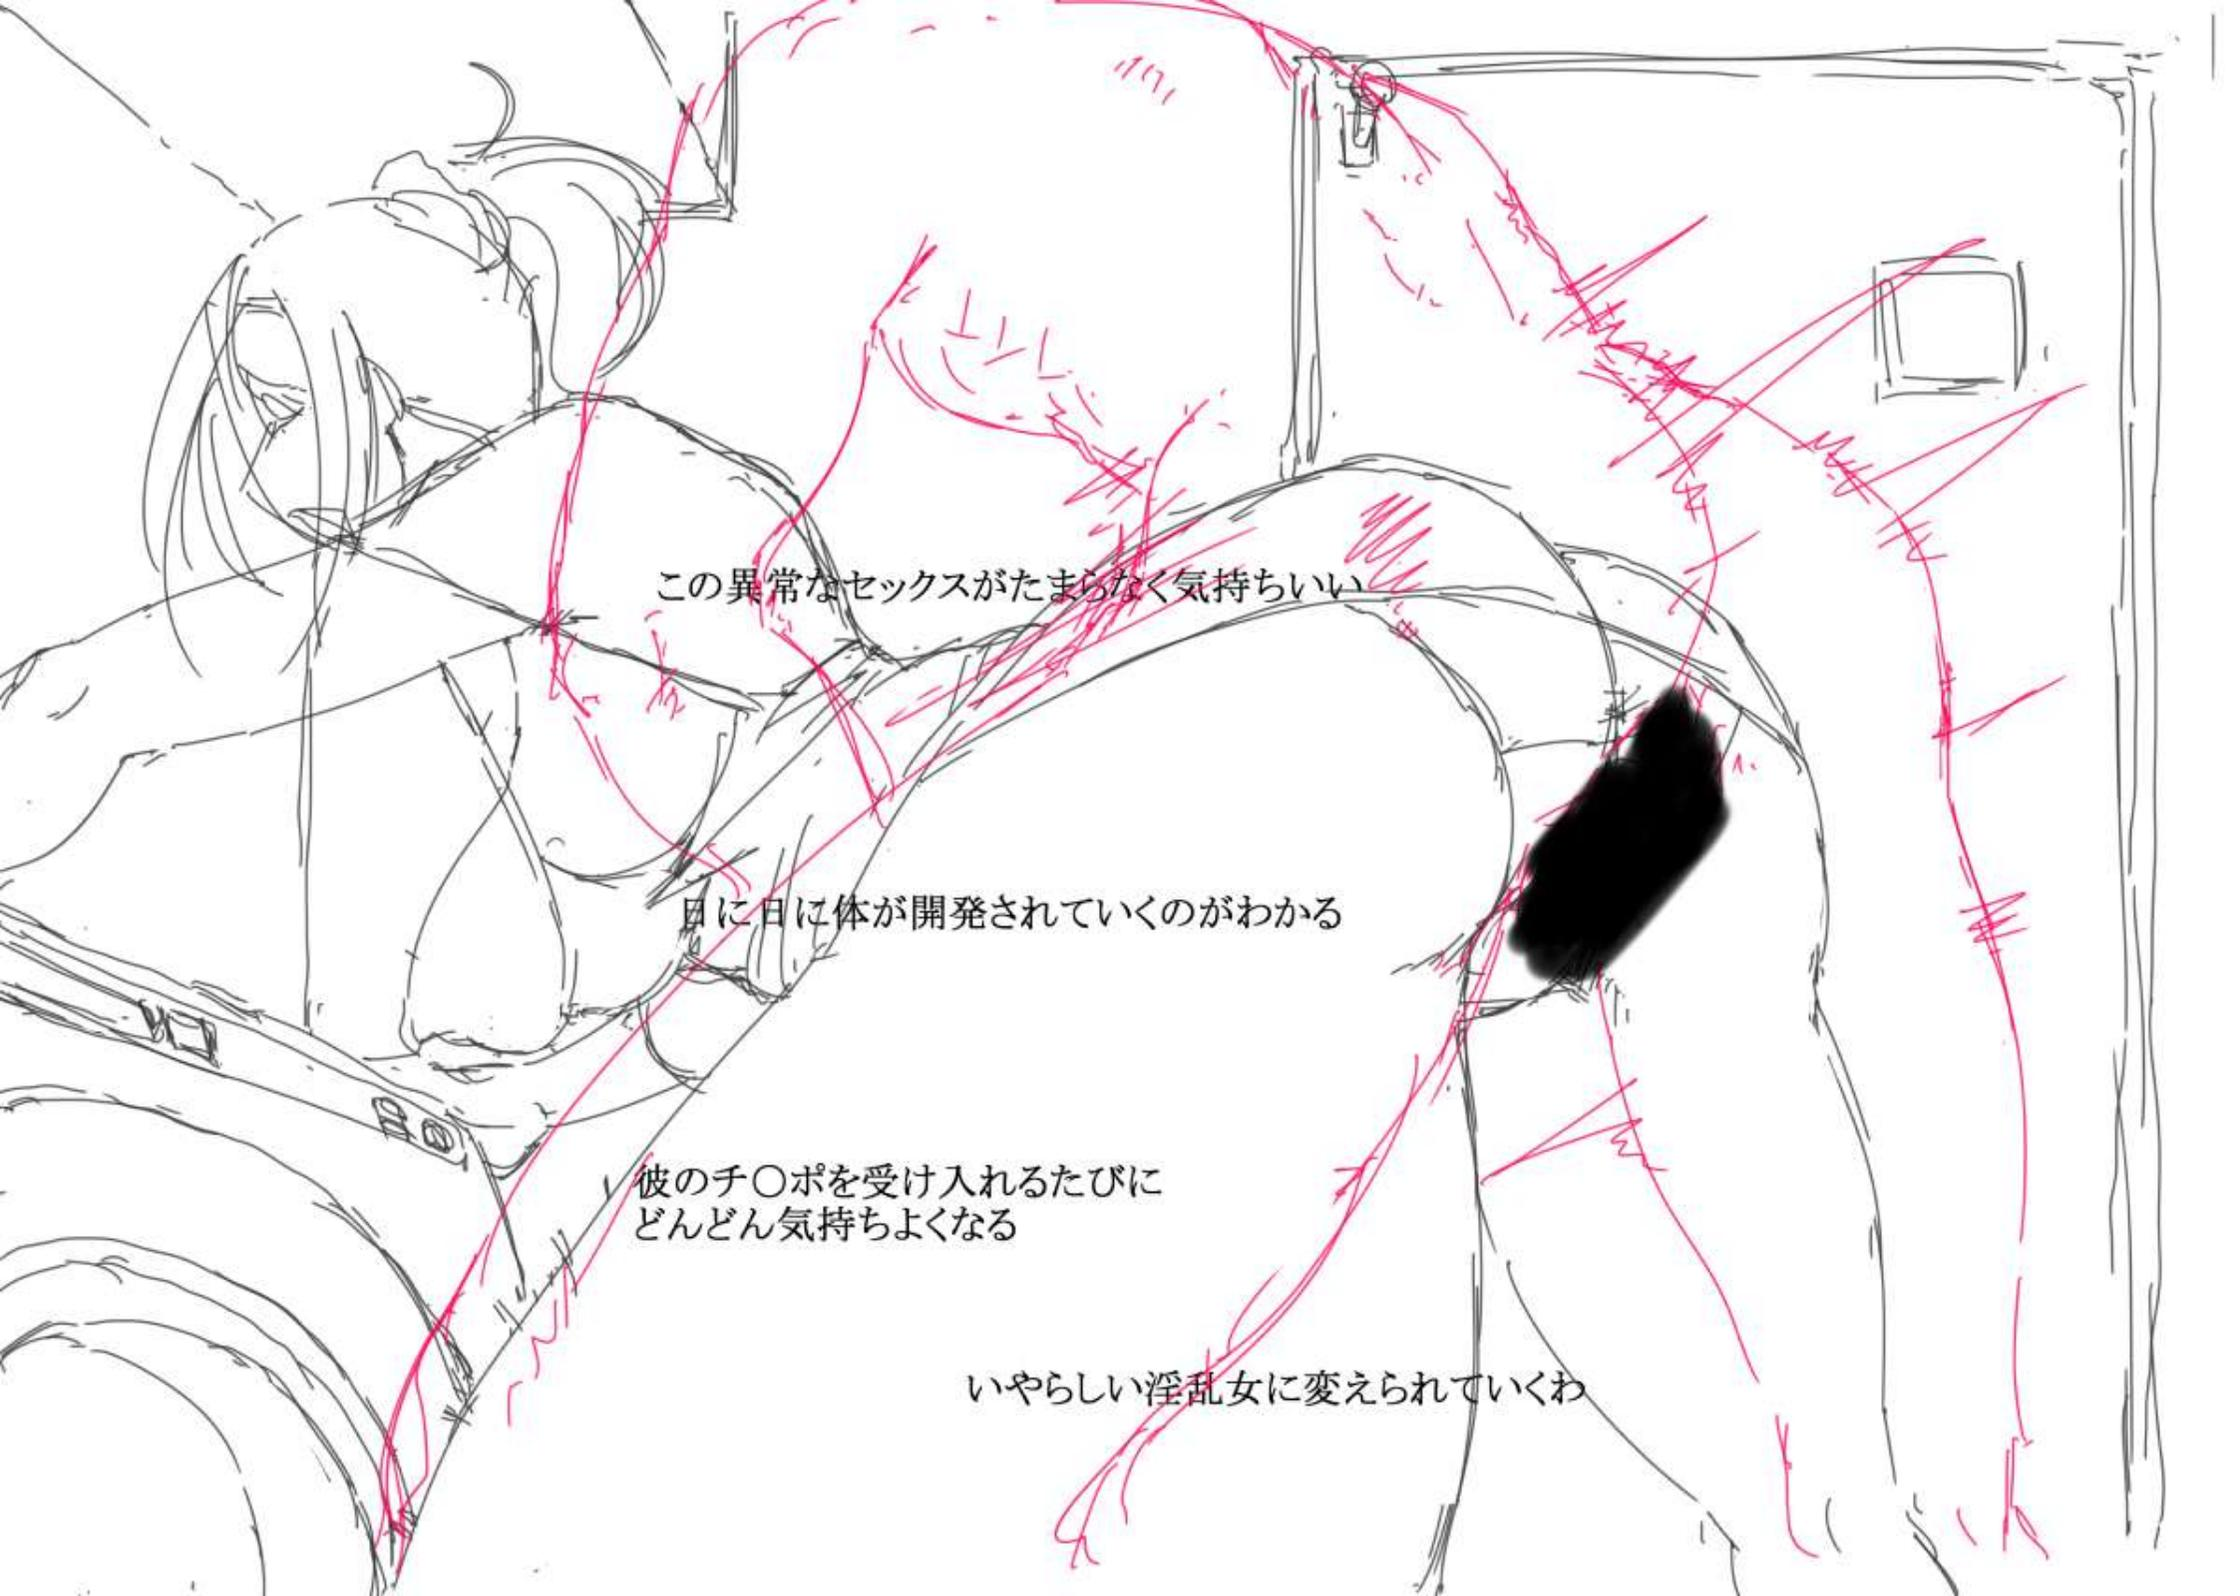 この異常なセックスがたまらなく気持ちいい
日に日に体が開発されていくのがわかる
彼のチ〇ポを受け入れるたびに
どんどん気持ちよくなる
いやらしい淫乱女に変えられていくわ